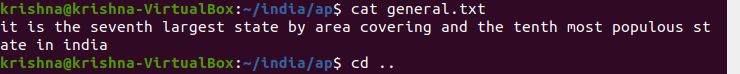 krishna@krishna-VirtualBox:~/india/ap$ cat general.txt
it is the seventh largest state by area covering and the tenth most populous st
ate in india
krishna@krishna-VirtualBox:~/india/ap$ cd ..